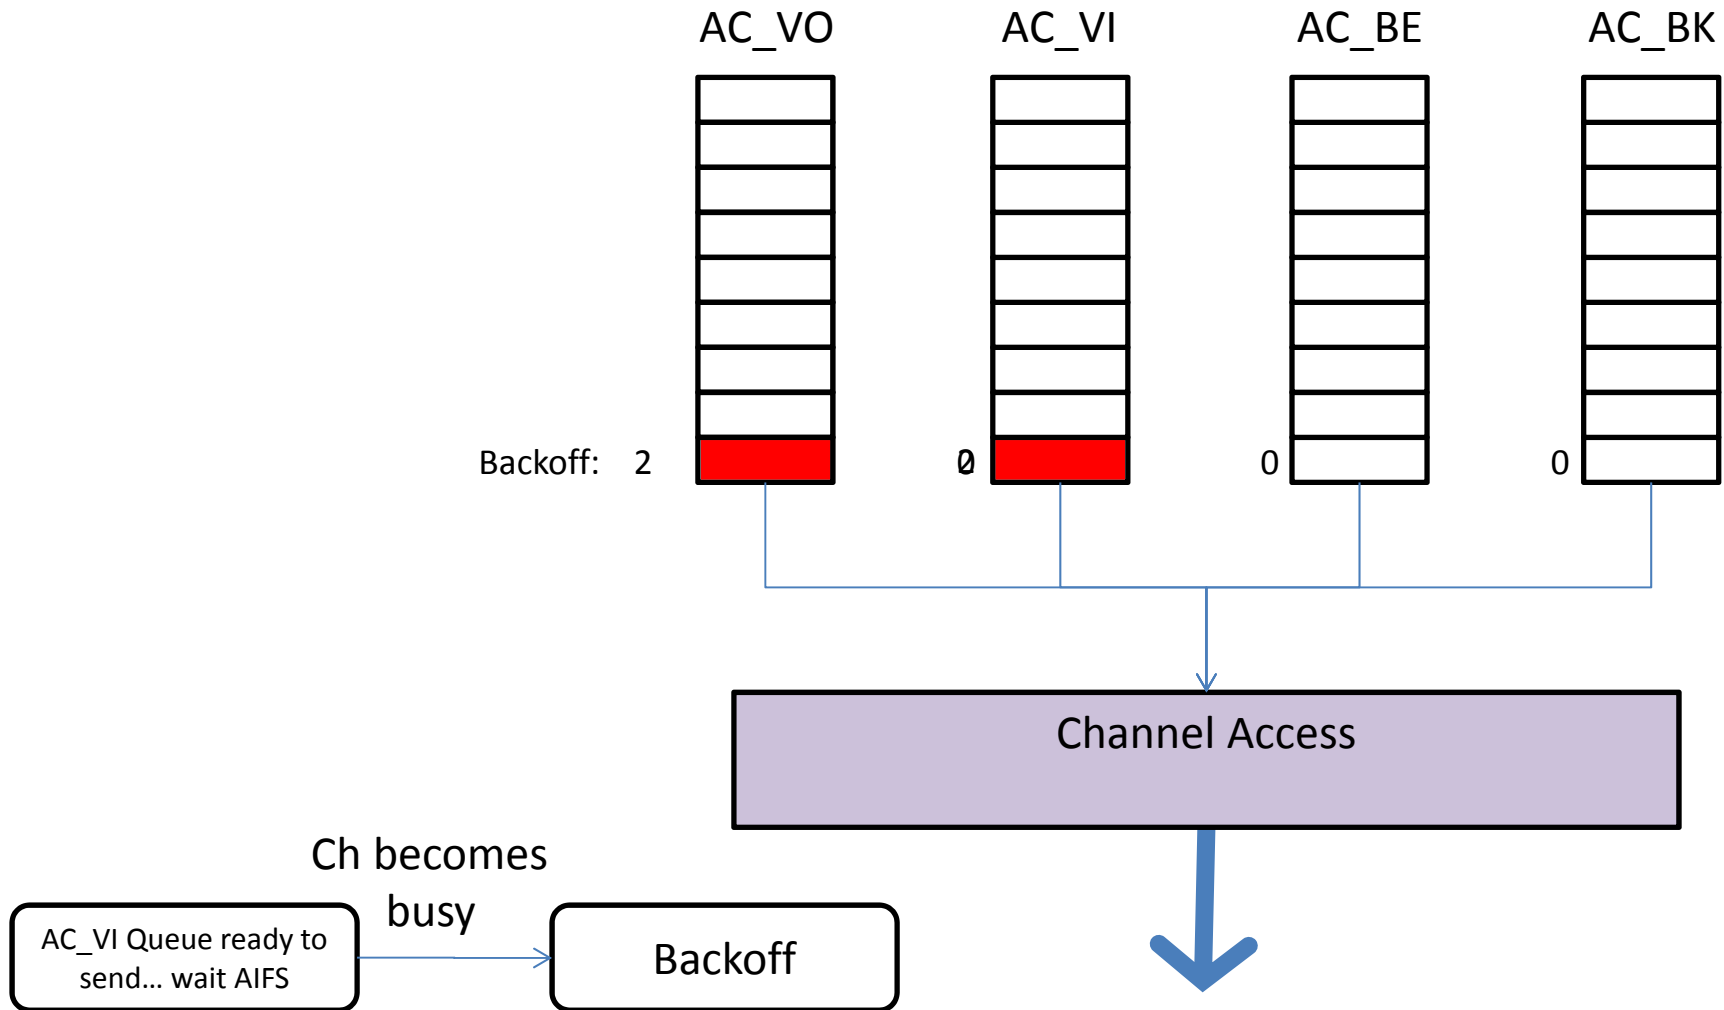 AC_VO AC_VI AC_BE AC_BK
Backoff: 2 0 0
Channel Access
Ch becomes
busy
AC_VI Queue ready to
send... wait AIFS
Backoff